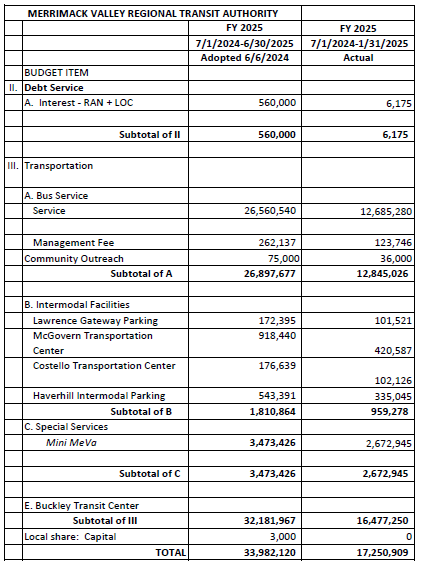 MERRIMACK VALLEY REGIONAL TRANSIT AUTHORITY
FY 2025 FY 2025
7/1/2024-6/30/2025 7/1/2024-1/31/2025
Adopted 6/6/2024 Actual
BUDGET ITEM
II. Debt Service
A. Interest - RAN + LOC 560,000 6,175
Subtotal of II 560,000 6,175
III. Transportation
A. Bus Service
Service 26,560,540 12,685,280
Management Fee 262,137 123,746
Community Outreach 75,000 36,000
Subtotal of A 26,897,677 12,845,026
B. Intermodal Facilities
Lawrence Gateway Parking 172,395 101,521
McGovern Transportation 918,440
Center 420,587
Costello Transportation Center 176,639
102,126
Haverhill Intermodal Parking 543,391 335,045
Subtotal of B 1,810,864 959,278
C. Special Services
Mini MeVa 3,473,426 2,672,945
Subtotal of C 3,473,426 2,672,945
E. Buckley Transit Center
Subtotal of III 32,181,967 16,477,250
Local share: Capital 3,000 0
TOTAL 33,982,120 17,250,909